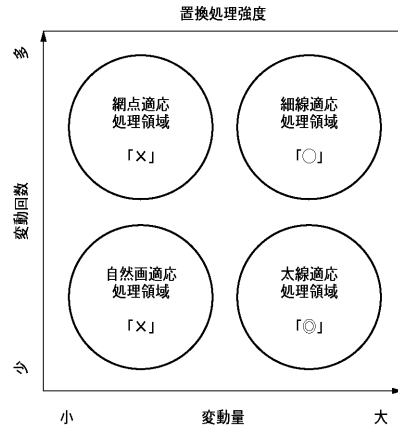 置換処理強度
多
変動回数
少
網点適応
処理領域
「×」
細線適応
処理領域
「○」
自然画適応
処理領域
「×」
太線適応
処理領域
「◎」
小
変動量
大